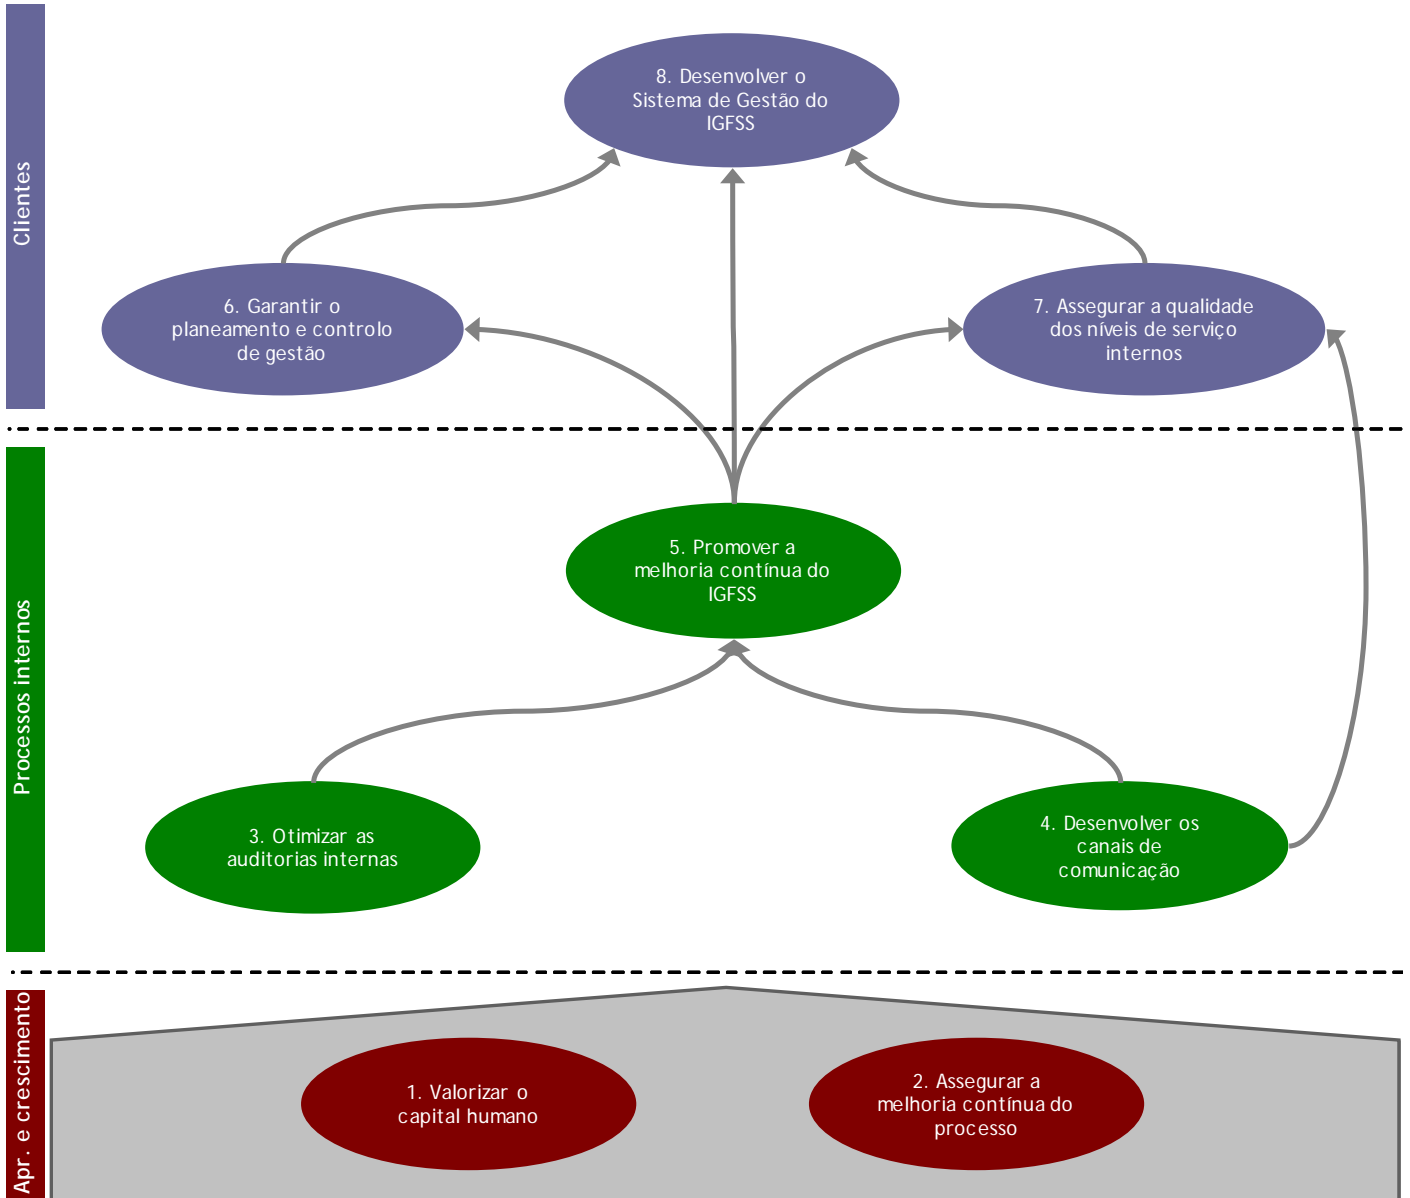 Clientes
8. Desenvolver o
Sistema de Gestão do
IGFSS
6. Garantir o
planeamento e controlo
de gestão
7. Assegurar a qualidade
dos níveis de serviço
internos
Processos internos
5. Promover a
melhoria contínua do
IGFSS
3. Otimizar as
auditorias internas
4. Desenvolver os
canais de
comunicação
Apr. e crescimento
1. Valorizar o
capital humano
2. Assegurar a
melhoria contínua do
processo